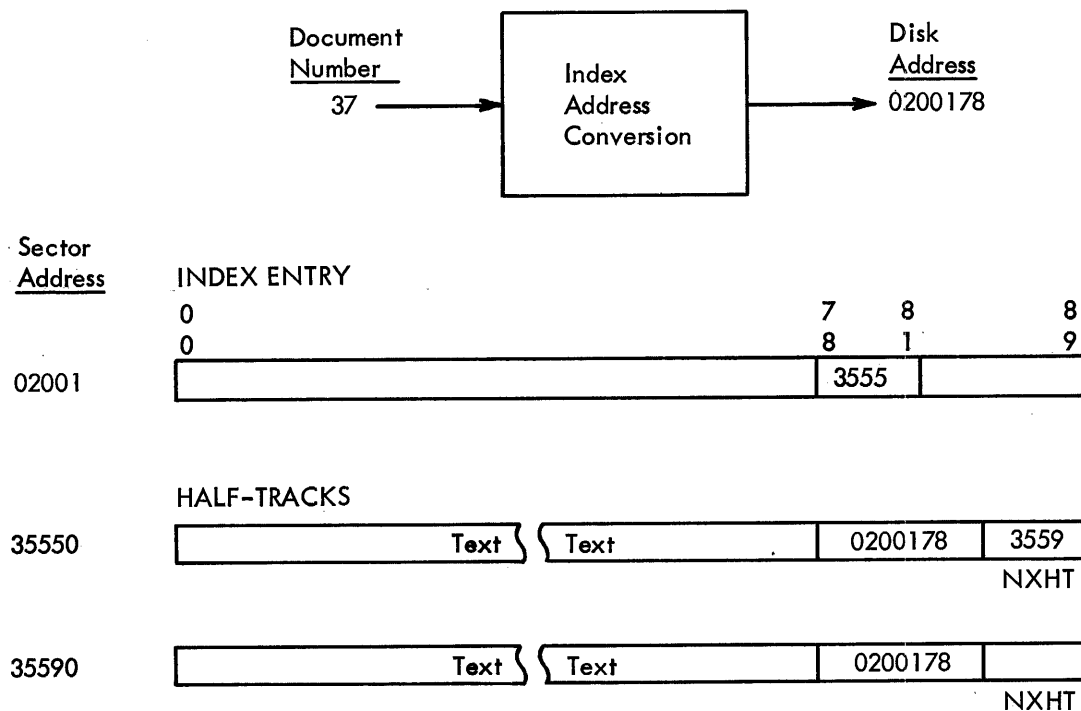 Document
Number
37
Index
Address
Conversion
Disk
Address
0200178
Sector
Address
INDEX ENTRY
0 7 8 8
0 8 1 9
02001 3555
HALF-TRACKS
35550 Text Text 0200178 3559
NXHT
35590 Text Text 0200178
NXHT